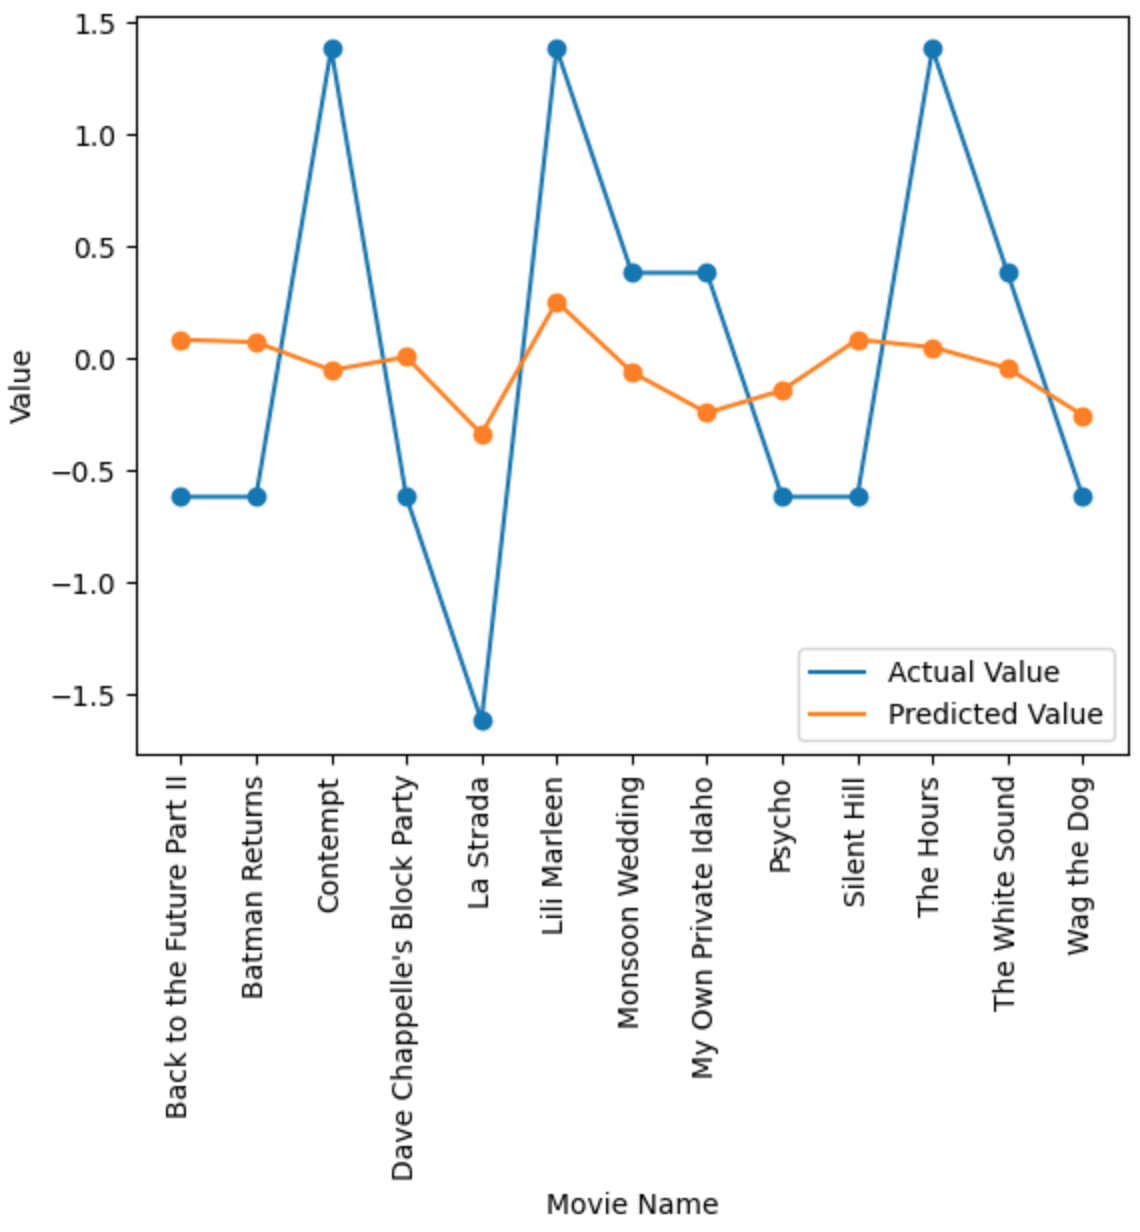 1.5
1.0
0.5
0.0
−0.5
−1.0
−1.5
Value
Actual Value
Predicted Value
Back to the Future Part II
Batman Returns
Contempt
Dave Chappelle's Block Party
La Strada
Lili Marleen
Monsoon Wedding
My Own Private Idaho
Psycho
Silent Hill
The Hours
The White Sound
Wag the Dog
Movie Name